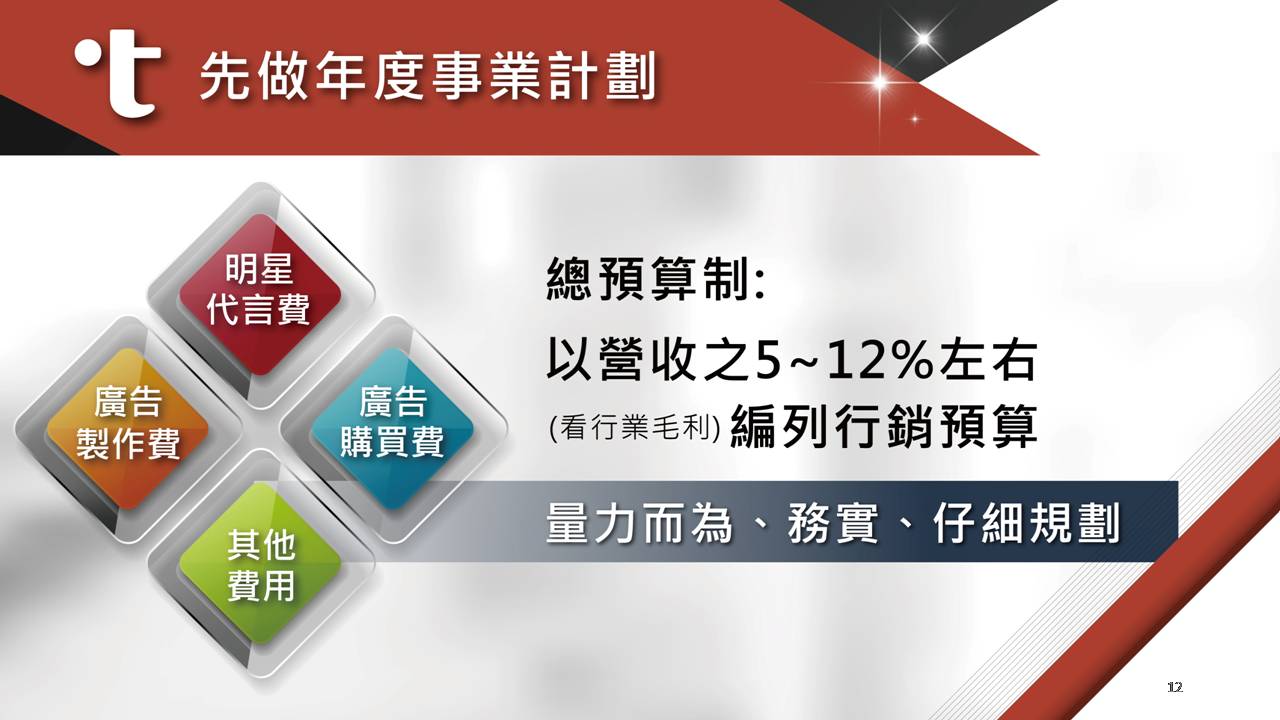 t
先做年度事業計劃
明星
代言費
廣告
製作費
廣告
購買費
其他
費用
總預算制:
以營收之5~12%左右
(看行業毛利)編列行銷預算
量力而為、務實、仔細規劃
12